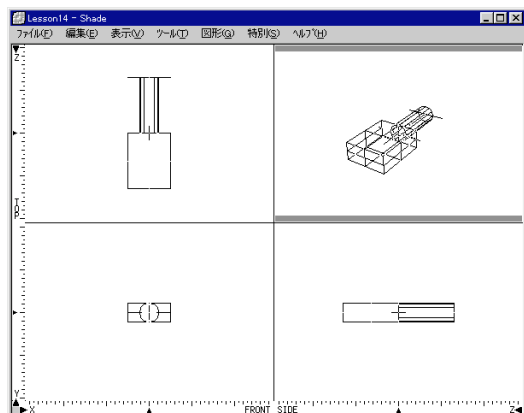 Lesson14 - Shade
ファイル(F) 編集(E) 表示(V) ツール(T) 図形(G) 特別(S) ヘルプ(H)
Z
TOP
Y
X FRONT SIDE Z